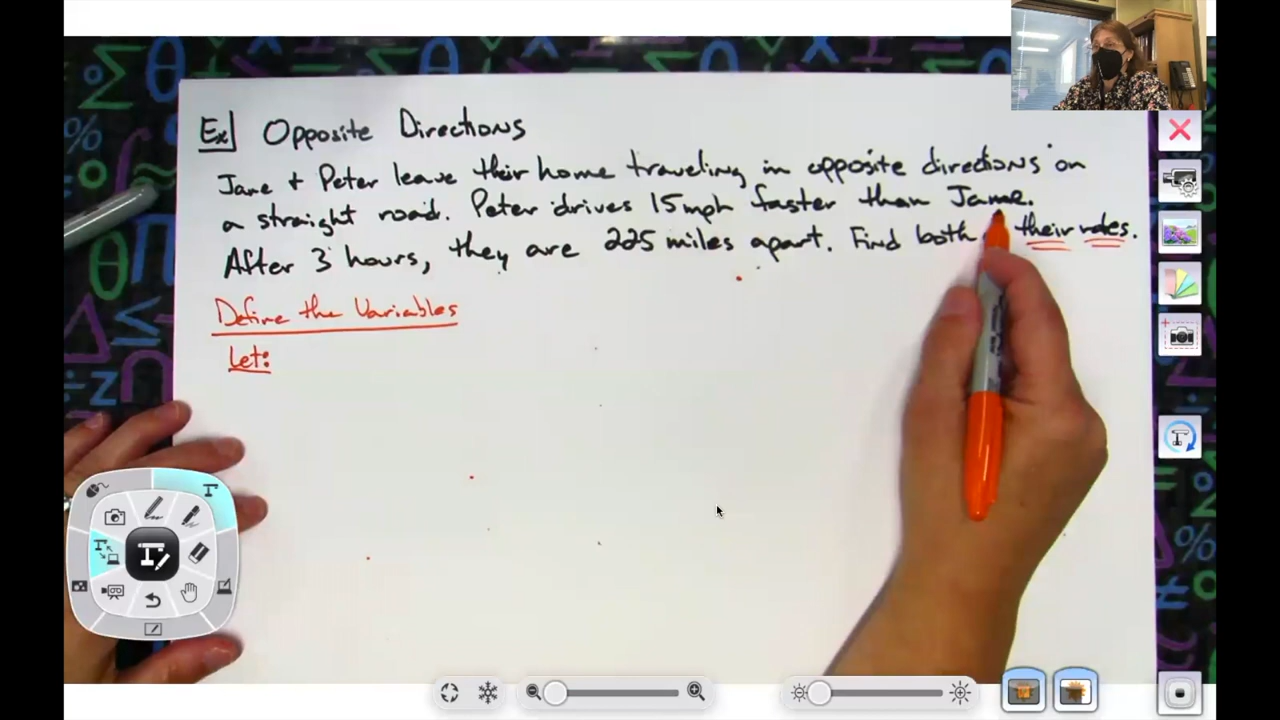 Ex Opposite Directions
Jane + Peter leave their home traveling in opposite directions on
a straight road. Peter drives 15mph faster than Jane.
After 3 hours, they are 225 miles apart. Find both their rates.
Define the Variables
Let: